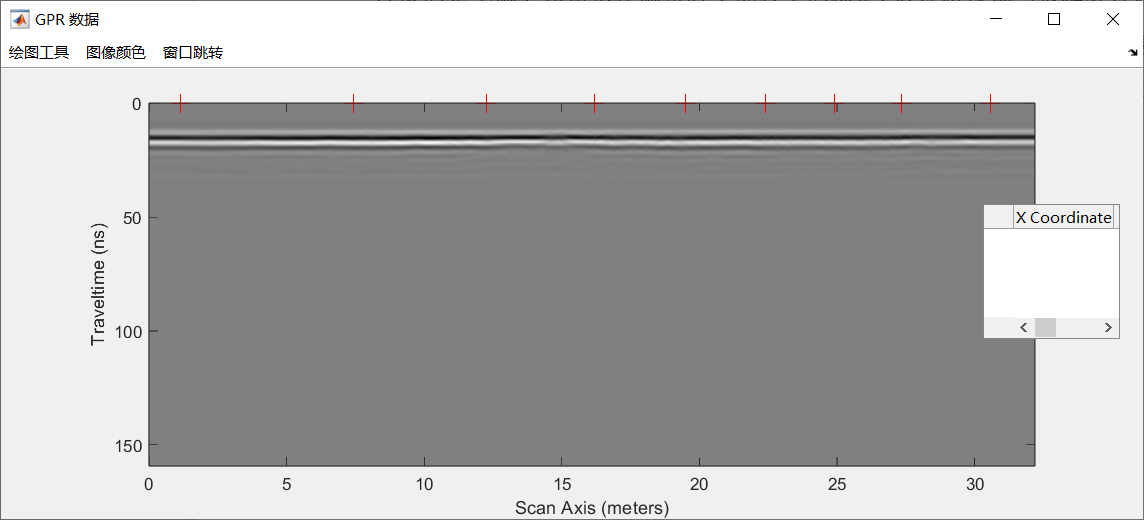 GPR 数据
绘图工具 图像颜色 窗口跳转
0
50
100
150
Traveltime (ns)
X Coordinate
0 5 10 15 20 25 30
Scan Axis (meters)